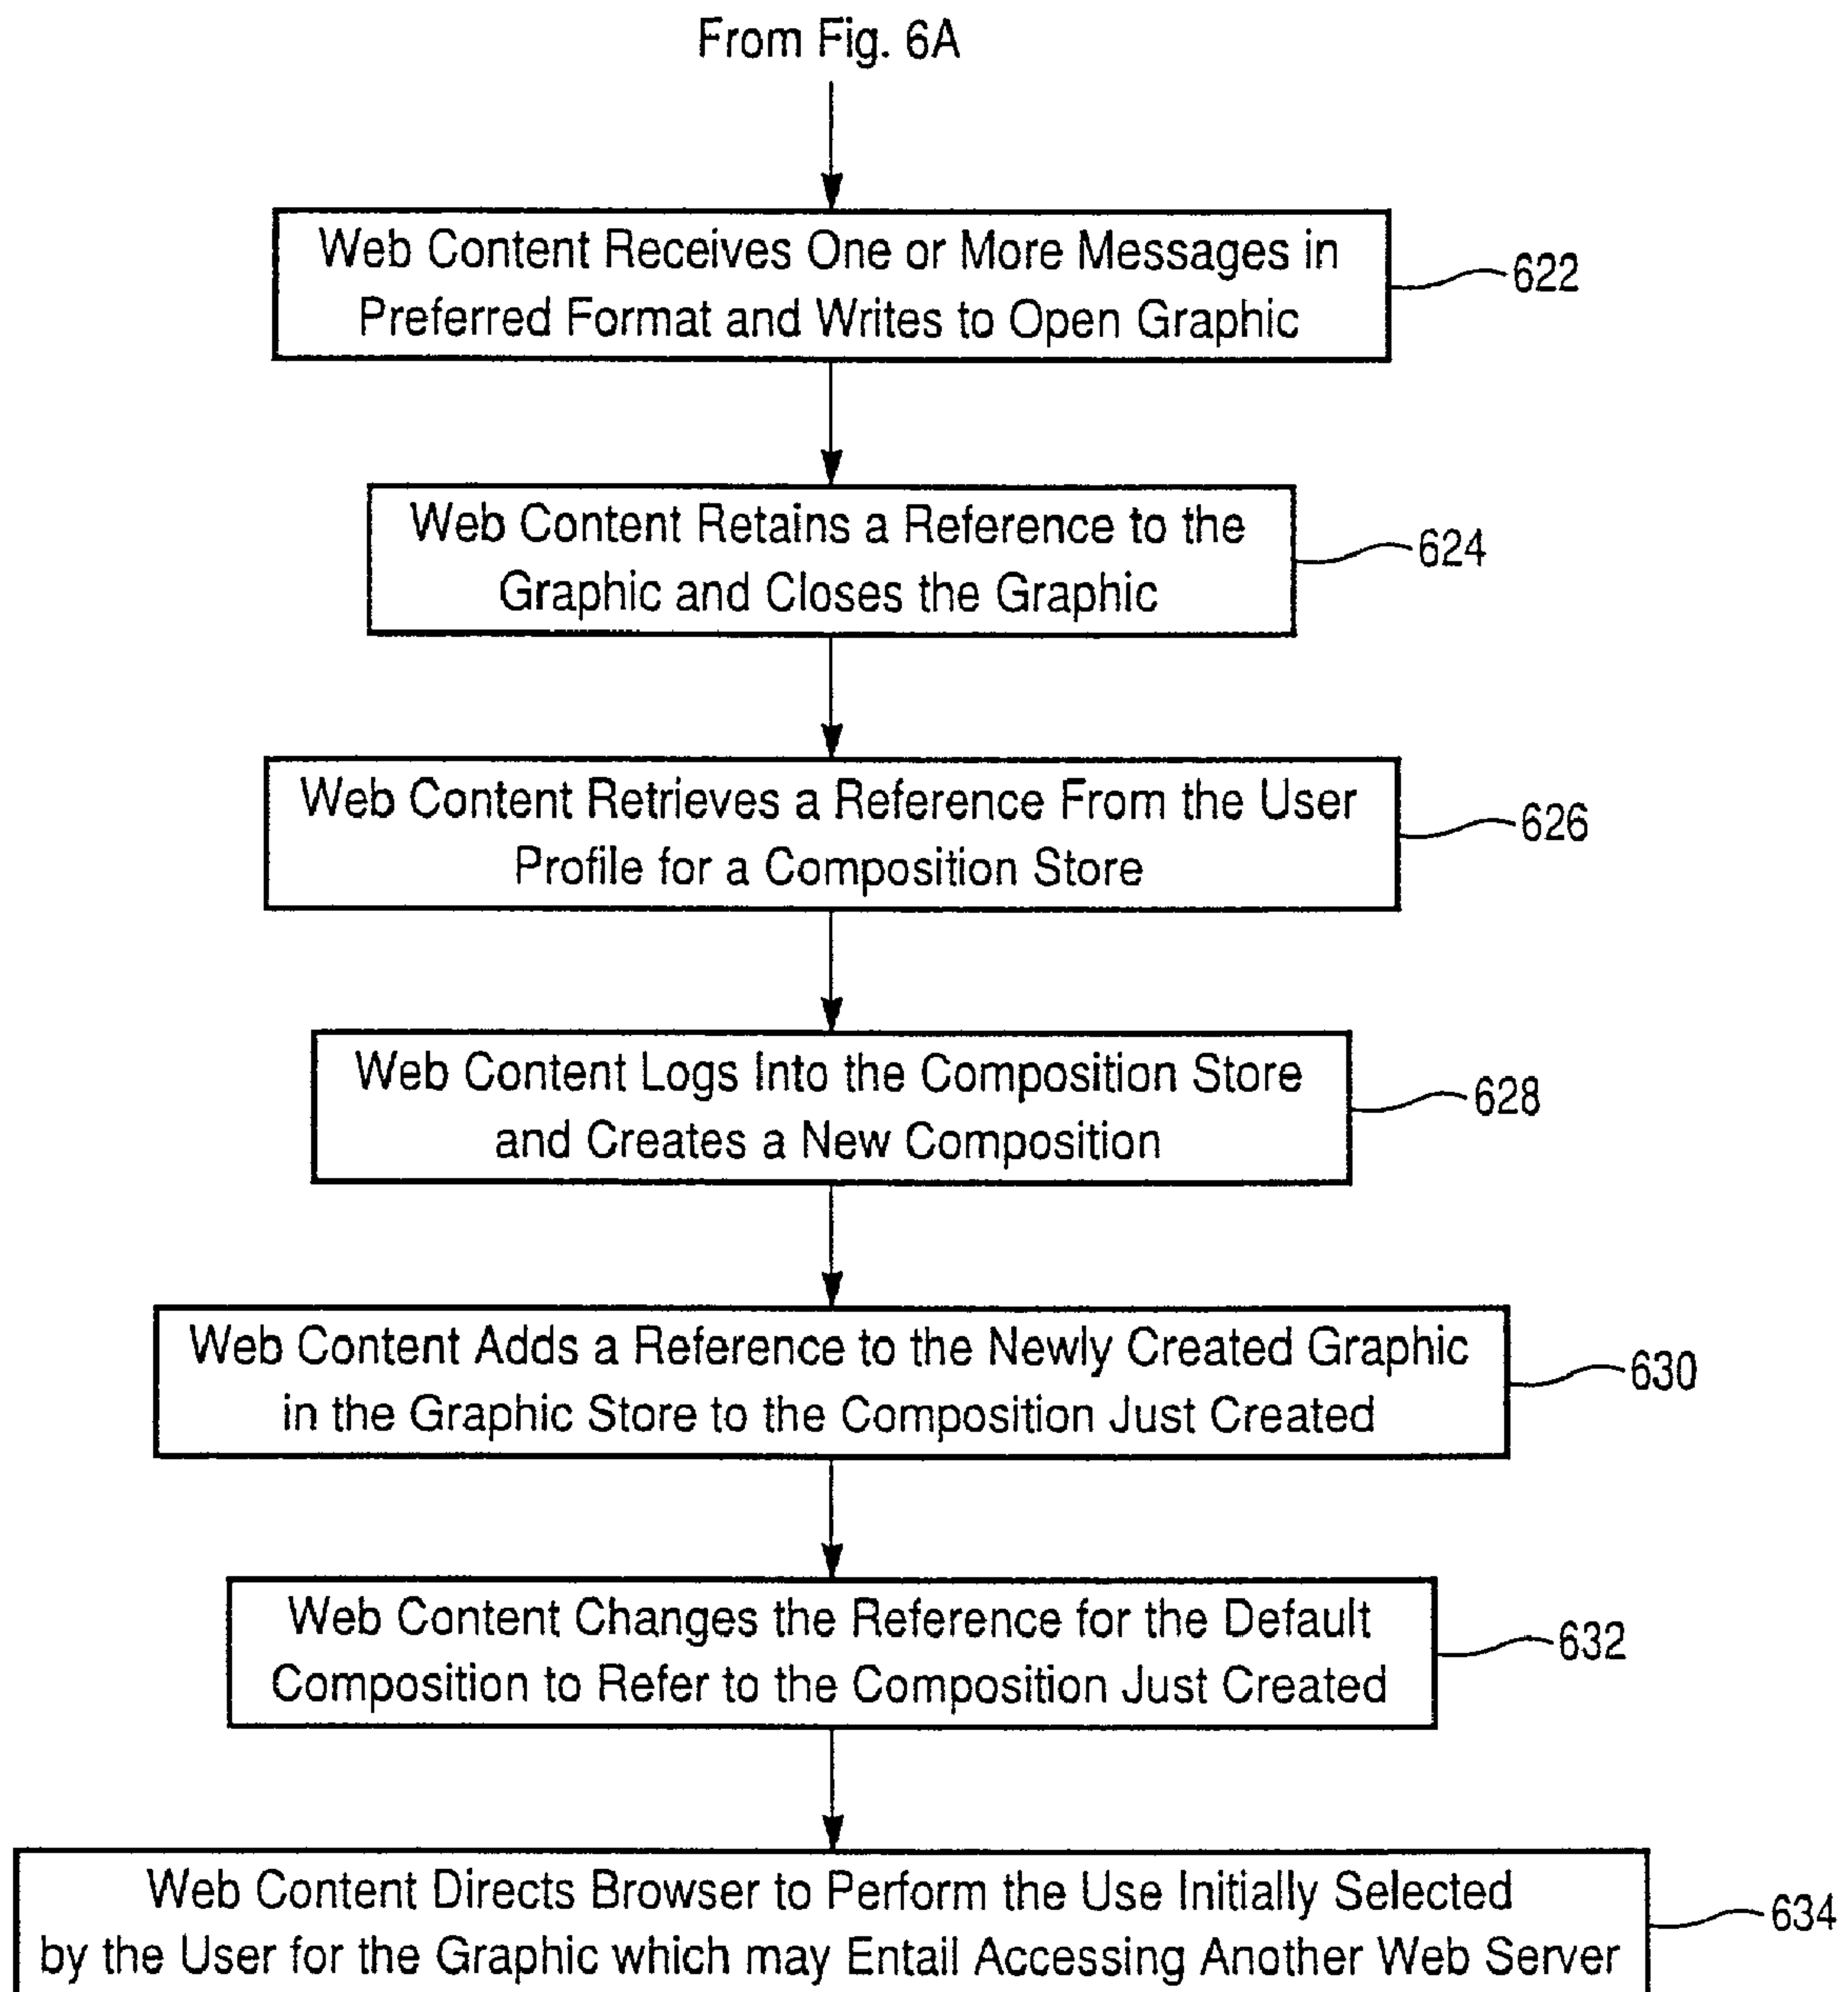 From Fig. 6A
Web Content Receives One or More Messages in
Preferred Format and Writes to Open Graphic
622
Web Content Retains a Reference to the
Graphic and Closes the Graphic
624
Web Content Retrieves a Reference From the User
Profile for a Composition Store
626
Web Content Logs Into the Composition Store
and Creates a New Composition
628
Web Content Adds a Reference to the Newly Created Graphic
in the Graphic Store to the Composition Just Created
630
Web Content Changes the Reference for the Default
Composition to Refer to the Composition Just Created
632
Web Content Directs Browser to Perform the Use Initially Selected
by the User for the Graphic which may Entail Accessing Another Web Server
634